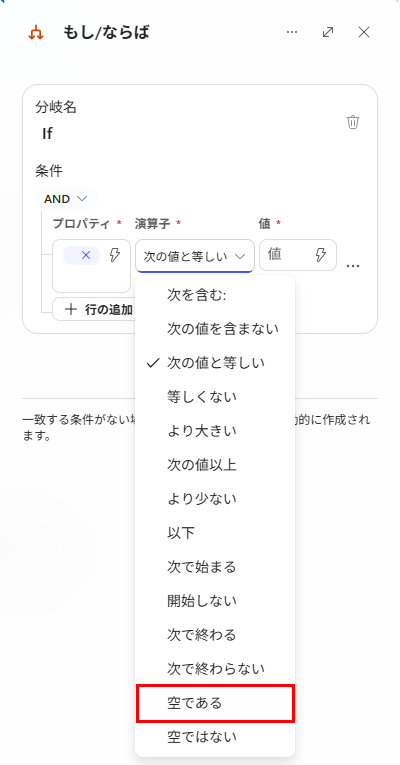 もし/ならば
分岐名
If
条件
AND
プロパティ * 演算子 * 値 *
次の値と等しい 値
行の追加
次を含む:
次の値を含まない
次の値と等しい
等しくない
より大きい
次の値以上
より少ない
以下
次で始まる
開始しない
次で終わる
次で終わらない
空である
空ではない
一致する条件がない場 動的に作成され
ます。